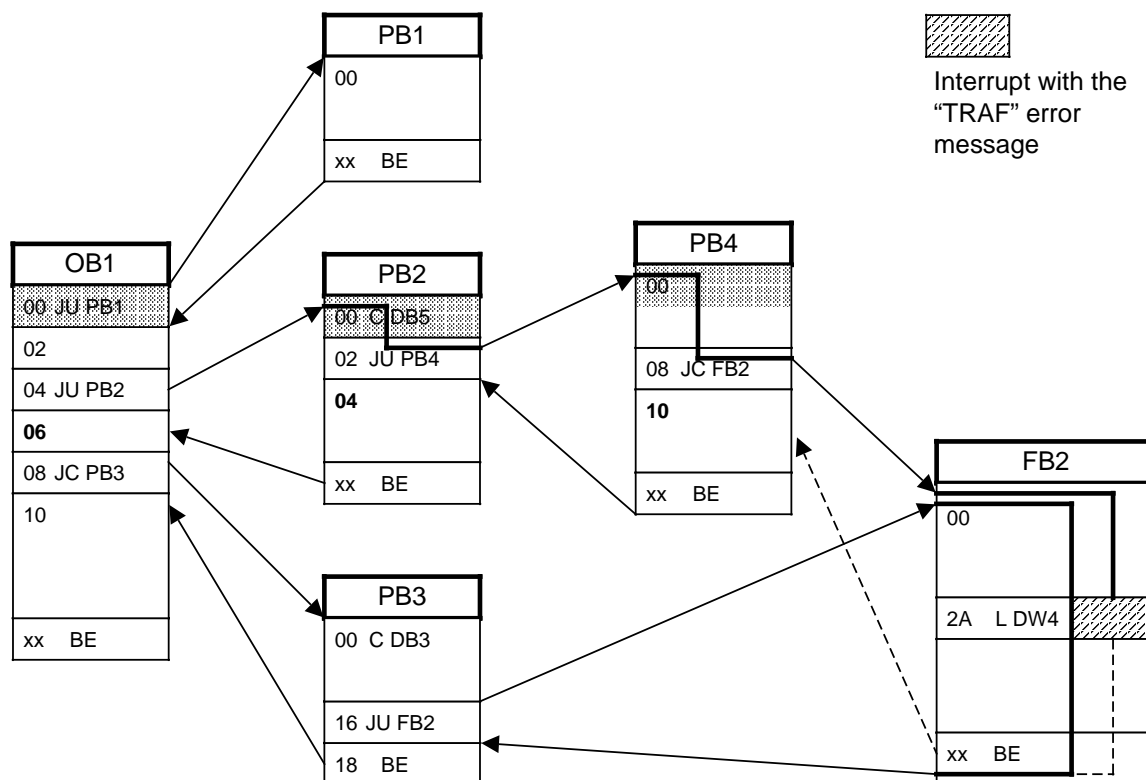 PB1
00
xx BE
Interrupt with the
“TRAF” error
message
OB1
00 JU PB1
02
04 JU PB2
06
08 JC PB3
10
xx BE
PB2
00 C DB5
02 JU PB4
04
xx BE
PB4
00
08 JC FB2
10
xx BE
FB2
00
2A L DW4
xx BE
PB3
00 C DB3
16 JU FB2
18 BE